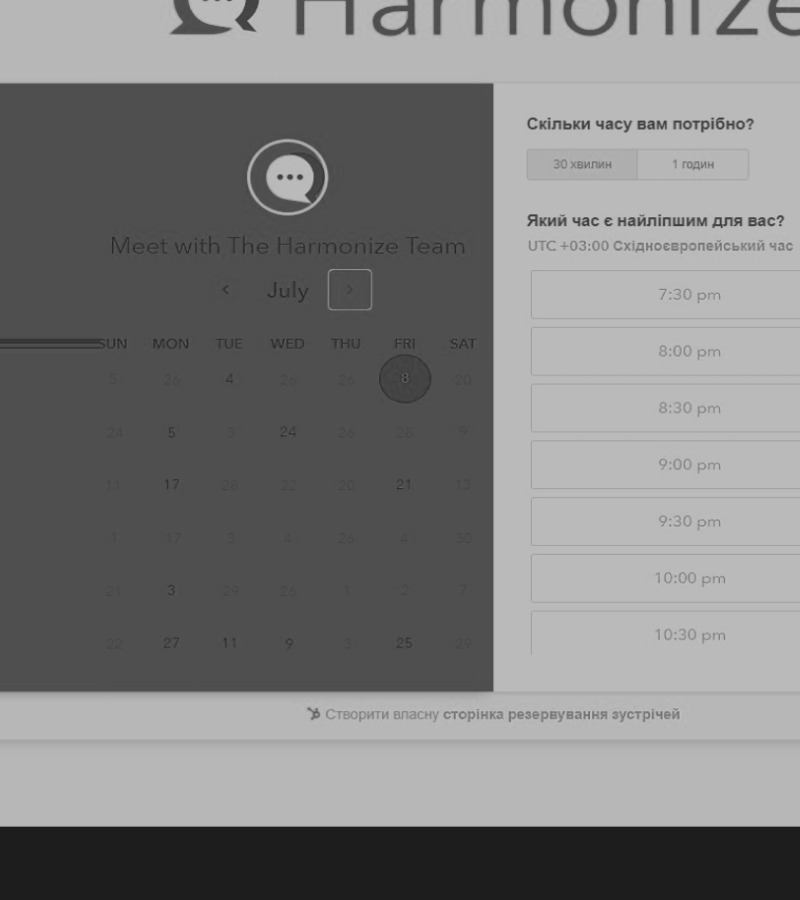 Harmonize
Meet with The Harmonize Team
July
SUN MON TUE WED THU FRI SAT
5 26 4 26 26 8 20
24 5 3 24 26 28 9
11 17 28 22 20 21 13
1 17 3 4 26 4 30
21 3 29 26 1 2 7
22 27 11 9 3 25 29
Скільки часу вам потрібно?
30 хвилин 1 годин
Який час є найліпшим для вас?
UTC +03:00 Східноєвропейський час
7:30 pm
8:00 pm
8:30 pm
9:00 pm
9:30 pm
10:00 pm
10:30 pm
Створити власну сторінка резервування зустрічей